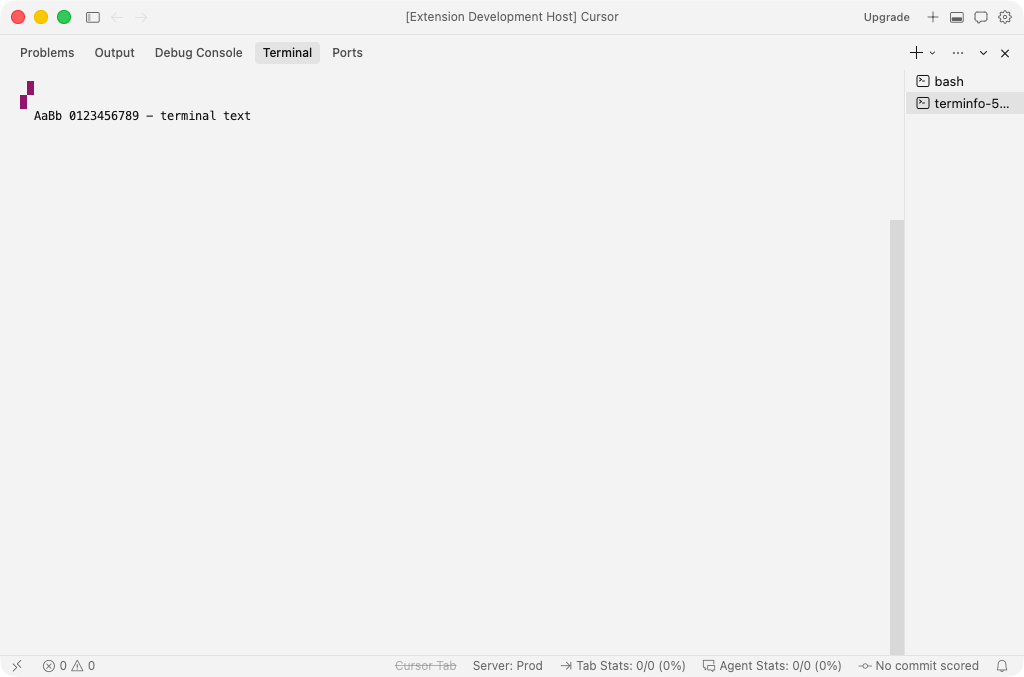 [Extension Development Host] Cursor
Upgrade
Problems Output Debug Console Terminal Ports
bash
terminfo-5...
AaBb 0123456789 — terminal text
0 0 Cursor Tab Server: Prod Tab Stats: 0/0 (0%) Agent Stats: 0/0 (0%) No commit scored